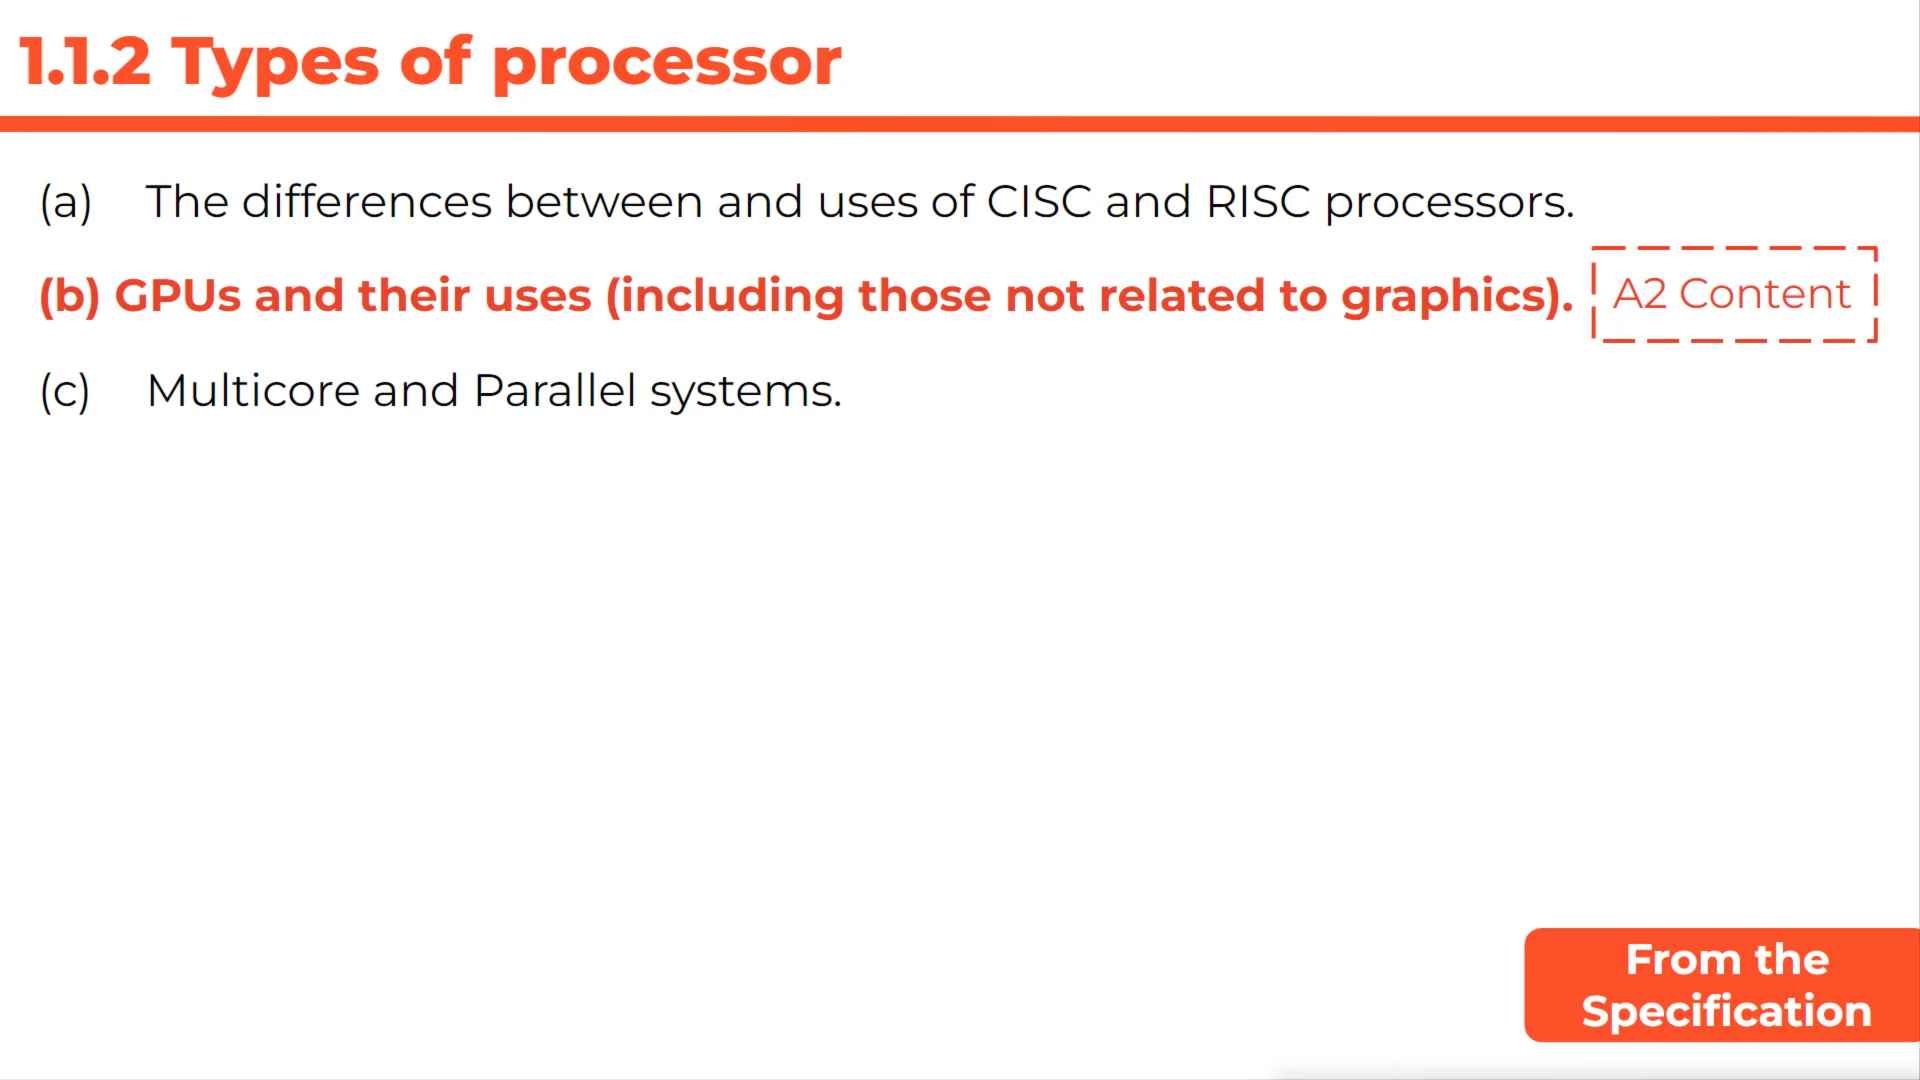 1.1.2 Types of processor
(a) The differences between and uses of CISC and RISC processors.
(b) GPUs and their uses (including those not related to graphics). A2 Content
(c) Multicore and Parallel systems.
From the
Specification